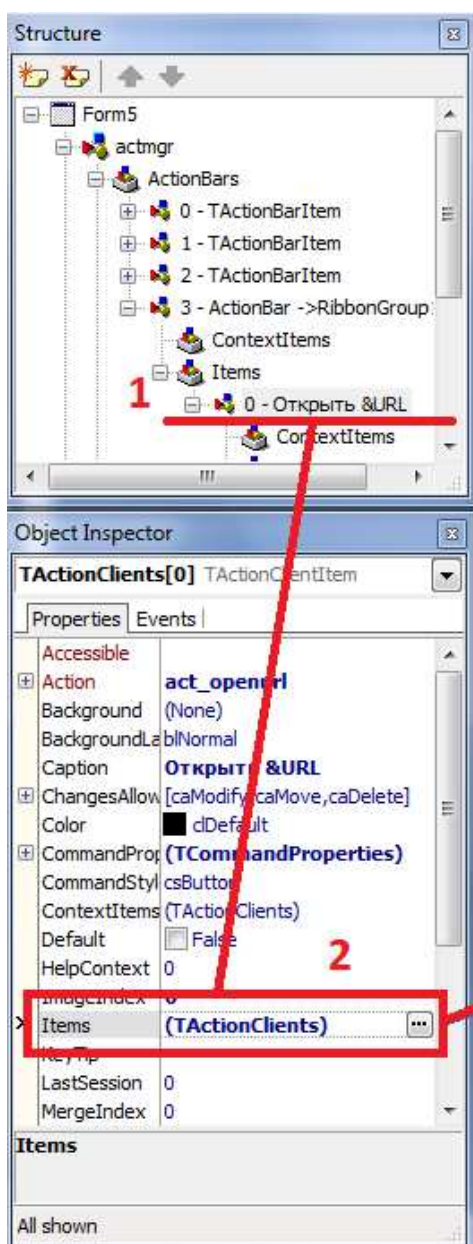 Structure
Form5
actmgr
ActionBars
0 - TActionBarItem
1 - TActionBarItem
2 - TActionBarItem
3 - ActionBar ->RibbonGroup
ContextItems
Items
1
0 - Открыть &URL
ContextItems
Object Inspector
TActionClients[0] TActionClientItem
Properties Events
Accessible
Action act_openurl
Background (None)
BackgroundLa blNormal
Caption Открыть &URL
ChangesAllow [caModify,caMove,caDelete]
Color clDefault
CommandProp (TCommandProperties)
CommandStyl csButton
ContextItems (TActionClients)
Default False
2
HelpContext 0
ImageIndex 0
Items (TActionClients) ...
KeyTip
LastSession 0
MergeIndex 0
Items
All shown